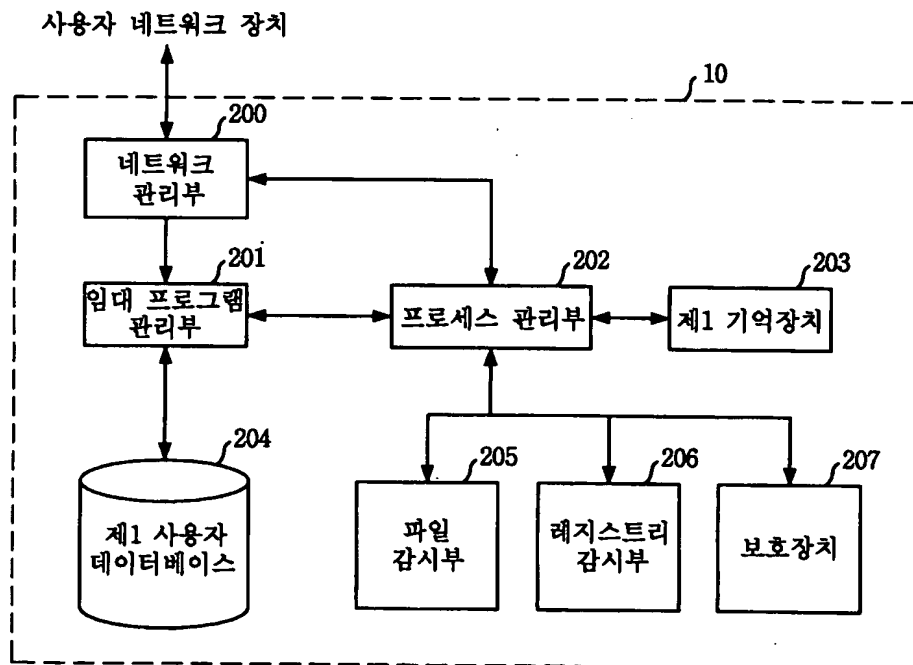 사용자 네트워크 장치
10
200
네트워크
관리부
201
임대 프로그램
관리부
202
프로세스 관리부
203
제1 기억장치
204
제1 사용자
데이터베이스
205
파일
감시부
206
레지스트리
감시부
207
보호장치